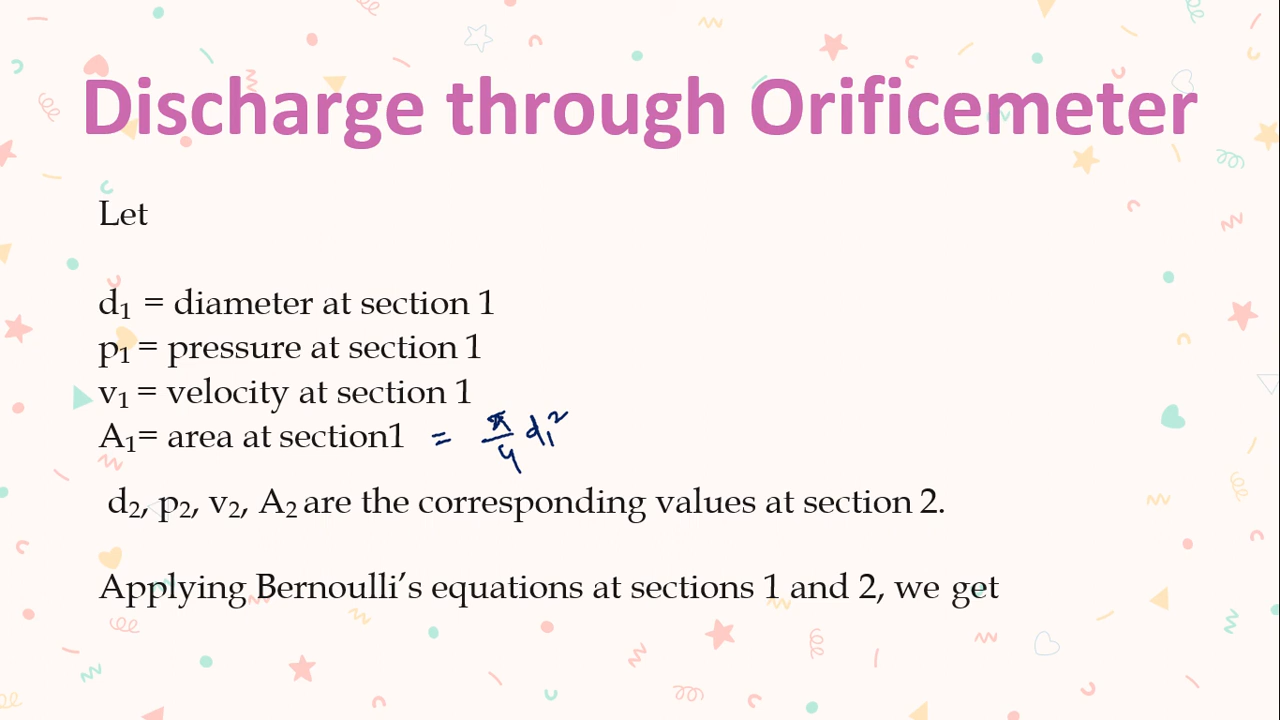 Discharge through Orificemeter
Let
d₁ = diameter at section 1
p₁ = pressure at section 1
v₁ = velocity at section 1
A₁= area at section1 = π/4 d₁²
d₂, p₂, v₂, A₂ are the corresponding values at section 2.
Applying Bernoulli’s equations at sections 1 and 2, we get